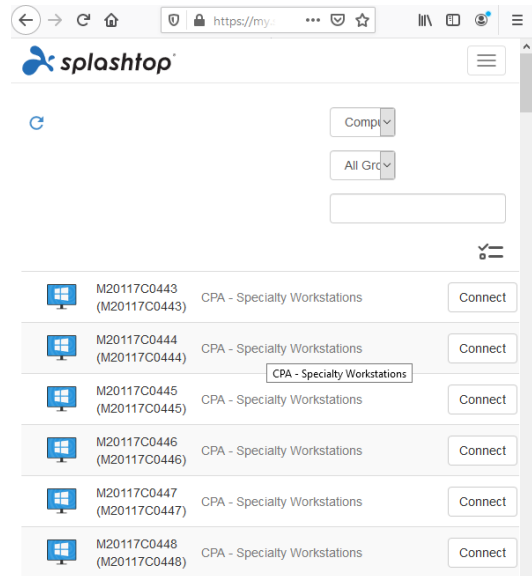 https://my.
splashtop
Compu
All Gro
M20117C0443
(M20117C0443)
CPA - Specialty Workstations
Connect
M20117C0444
(M20117C0444)
CPA - Specialty Workstations
Connect
CPA - Specialty Workstations
M20117C0445
(M20117C0445)
CPA - Specialty Workstations
Connect
M20117C0446
(M20117C0446)
CPA - Specialty Workstations
Connect
M20117C0447
(M20117C0447)
CPA - Specialty Workstations
Connect
M20117C0448
(M20117C0448)
CPA - Specialty Workstations
Connect